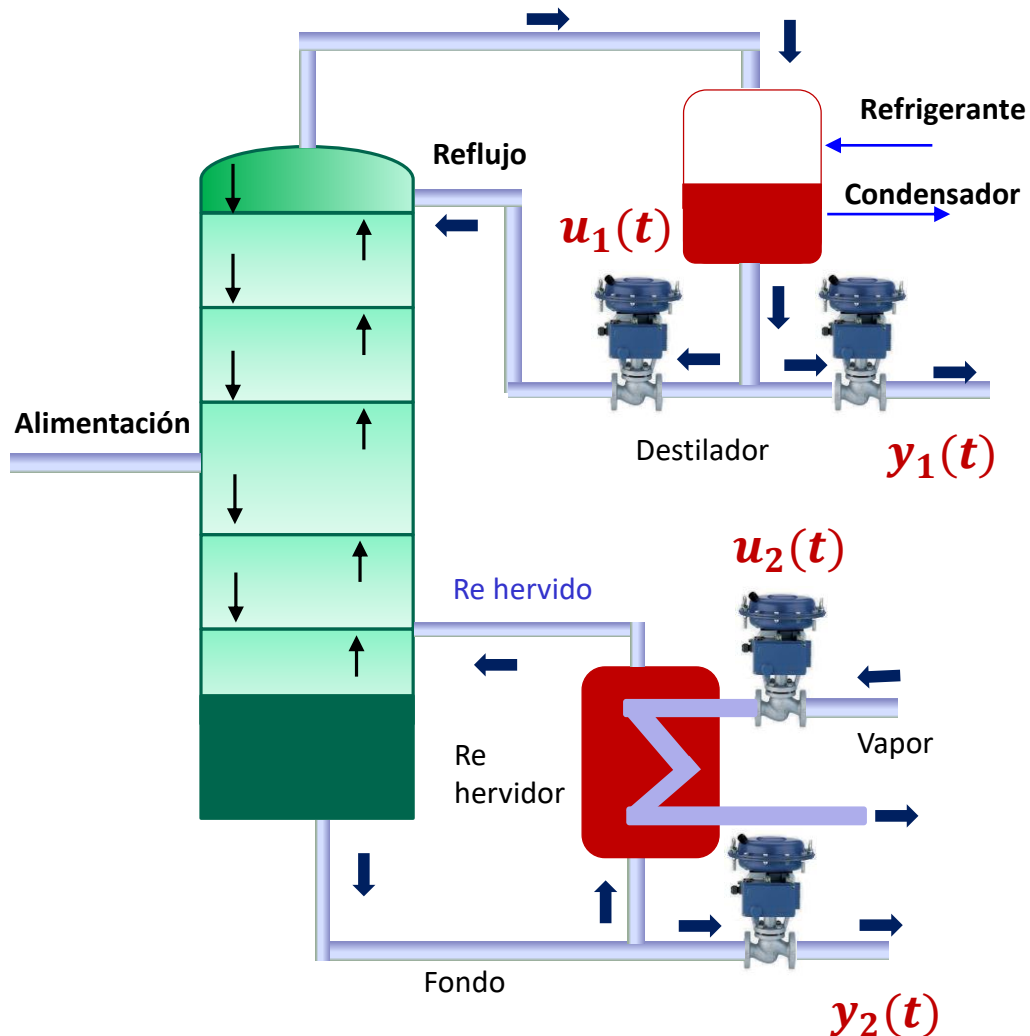 Refrigerante
Reflujo
Condensador
u₁(t)
Alimentación
Destilador
y₁(t)
u₂(t)
Re hervido
Vapor
Re
hervidor
Fondo
y₂(t)